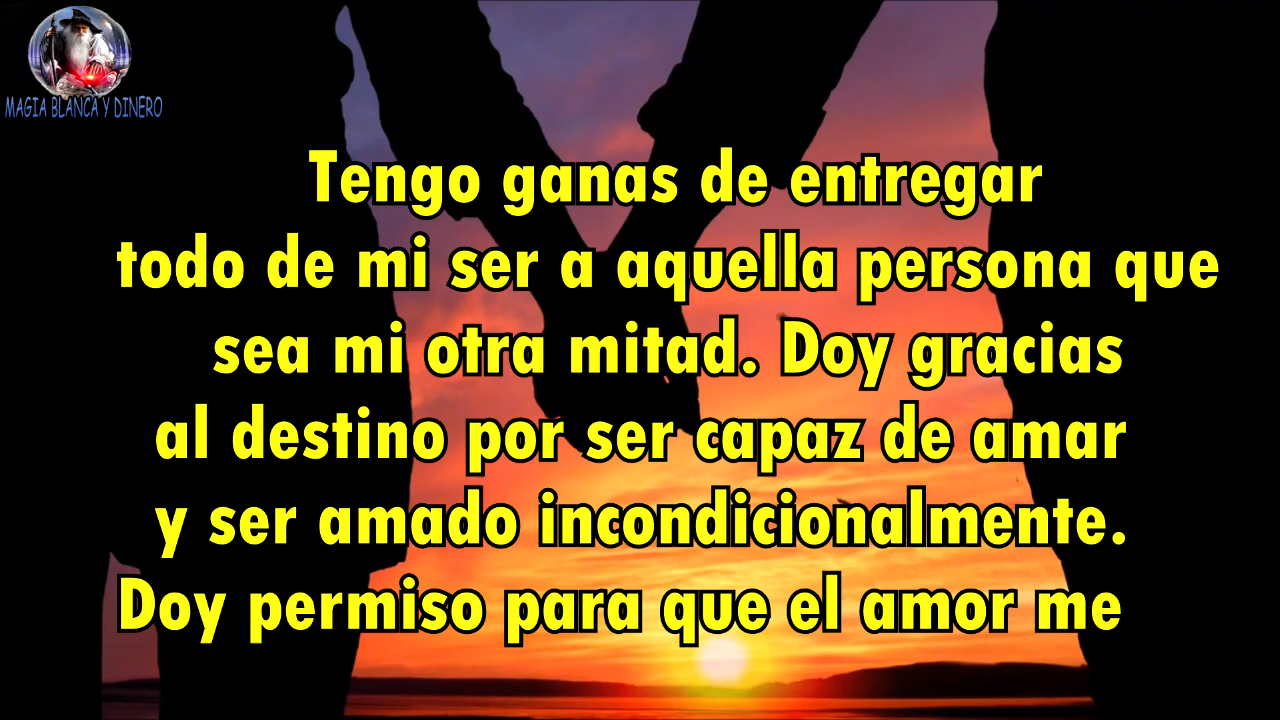 MAGIA BLANCA Y DINERO
Tengo ganas de entregar
todo de mi ser a aquella persona que
sea mi otra mitad. Doy gracias
al destino por ser capaz de amar
y ser amado incondicionalmente.
Doy permiso para que el amor me